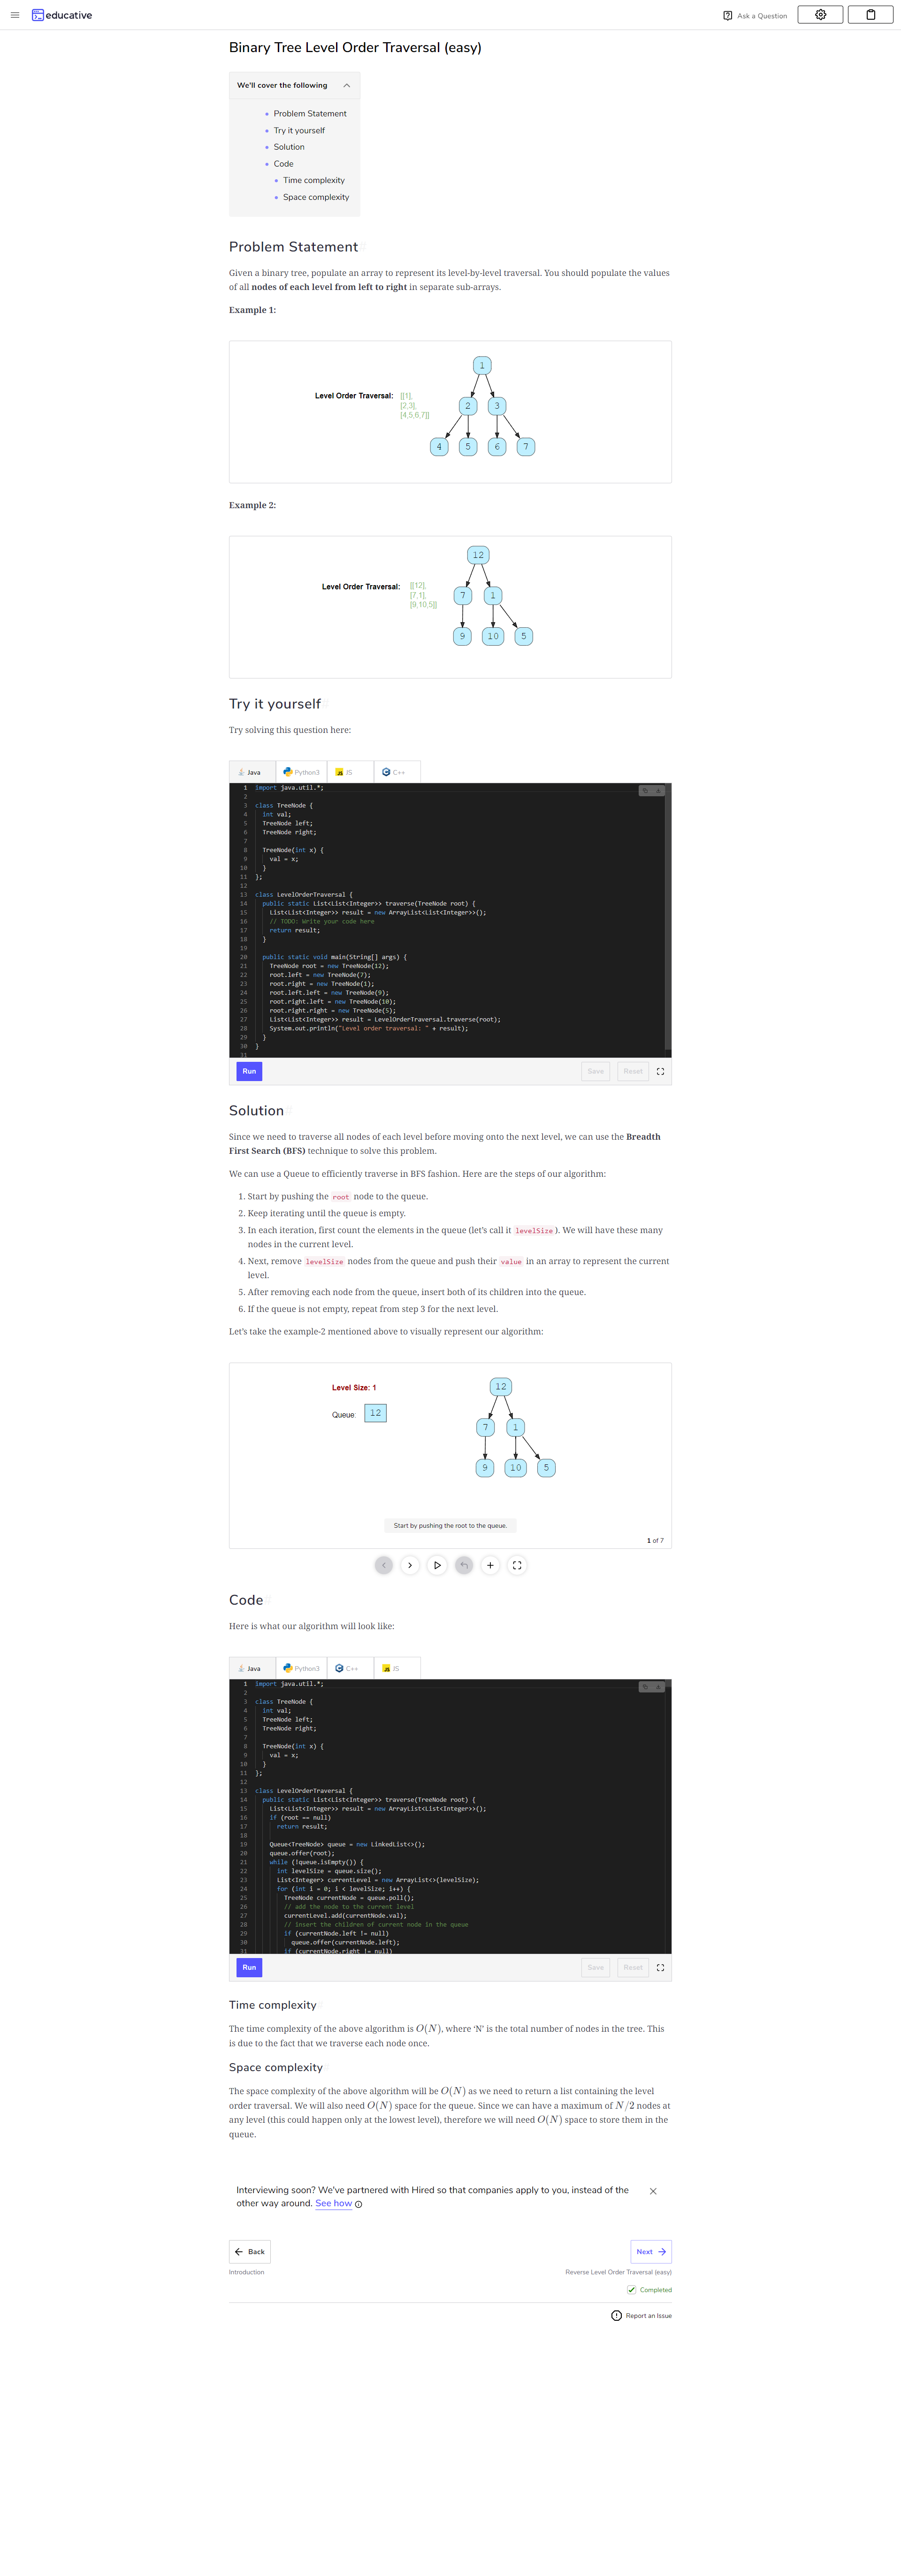 educative
Ask a Question
Binary Tree Level Order Traversal (easy)
We'll cover the following
Problem Statement
Try it yourself
Solution
Code
Time complexity
Space complexity
Problem Statement
Given a binary tree, populate an array to represent its level-by-level traversal. You should populate the values
of all nodes of each level from left to right in separate sub-arrays.
Example 1:
1
Level Order Traversal: [[1],
[2,3],
[4,5,6,7]]
2 3
4 5 6 7
Example 2:
12
Level Order Traversal: [[12],
[7,1],
[9,10,5]]
7 1
9 10 5
Try it yourself
Try solving this question here:
Java Python3 JS C++
1 import java.util.*;
2
3 class TreeNode {
4 int val;
5 TreeNode left;
6 TreeNode right;
7
8 TreeNode(int x) {
9 val = x;
10 }
11 };
12
13 class LevelOrderTraversal {
14 public static List<List<Integer>> traverse(TreeNode root) {
15 List<List<Integer>> result = new ArrayList<List<Integer>>();
16 // TODO: Write your code here
17 return result;
18 }
19
20 public static void main(String[] args) {
21 TreeNode root = new TreeNode(12);
22 root.left = new TreeNode(7);
23 root.right = new TreeNode(1);
24 root.left.left = new TreeNode(9);
25 root.right.left = new TreeNode(10);
26 root.right.right = new TreeNode(5);
27 List<List<Integer>> result = LevelOrderTraversal.traverse(root);
28 System.out.println("Level order traversal: " + result);
29 }
30 }
31
Run Save Reset
Solution
Since we need to traverse all nodes of each level before moving onto the next level, we can use the Breadth
First Search (BFS) technique to solve this problem.
We can use a Queue to efficiently traverse in BFS fashion. Here are the steps of our algorithm:
1. Start by pushing the root node to the queue.
2. Keep iterating until the queue is empty.
3. In each iteration, first count the elements in the queue (let’s call it levelSize). We will have these many
nodes in the current level.
4. Next, remove levelSize nodes from the queue and push their value in an array to represent the current
level.
5. After removing each node from the queue, insert both of its children into the queue.
6. If the queue is not empty, repeat from step 3 for the next level.
Let’s take the example-2 mentioned above to visually represent our algorithm:
Level Size: 1
12
Queue: 12
7 1
9 10 5
Start by pushing the root to the queue.
1 of 7
Code
Here is what our algorithm will look like:
Java Python3 C++ JS
1 import java.util.*;
2
3 class TreeNode {
4 int val;
5 TreeNode left;
6 TreeNode right;
7
8 TreeNode(int x) {
9 val = x;
10 }
11 };
12
13 class LevelOrderTraversal {
14 public static List<List<Integer>> traverse(TreeNode root) {
15 List<List<Integer>> result = new ArrayList<List<Integer>>();
16 if (root == null)
17 return result;
18
19 Queue<TreeNode> queue = new LinkedList<>();
20 queue.offer(root);
21 while (!queue.isEmpty()) {
22 int levelSize = queue.size();
23 List<Integer> currentLevel = new ArrayList<>(levelSize);
24 for (int i = 0; i < levelSize; i++) {
25 TreeNode currentNode = queue.poll();
26 // add the node to the current level
27 currentLevel.add(currentNode.val);
28 // insert the children of current node in the queue
29 if (currentNode.left != null)
30 queue.offer(currentNode.left);
31 if (currentNode.right != null)
Run Save Reset
Time complexity
The time complexity of the above algorithm is O(N), where ‘N’ is the total number of nodes in the tree. This
is due to the fact that we traverse each node once.
Space complexity
The space complexity of the above algorithm will be O(N) as we need to return a list containing the level
order traversal. We will also need O(N) space for the queue. Since we can have a maximum of N/2 nodes at
any level (this could happen only at the lowest level), therefore we will need O(N) space to store them in the
queue.
Interviewing soon? We've partnered with Hired so that companies apply to you, instead of the
other way around. See how
Back Next
Introduction Reverse Level Order Traversal (easy)
Completed
Report an Issue